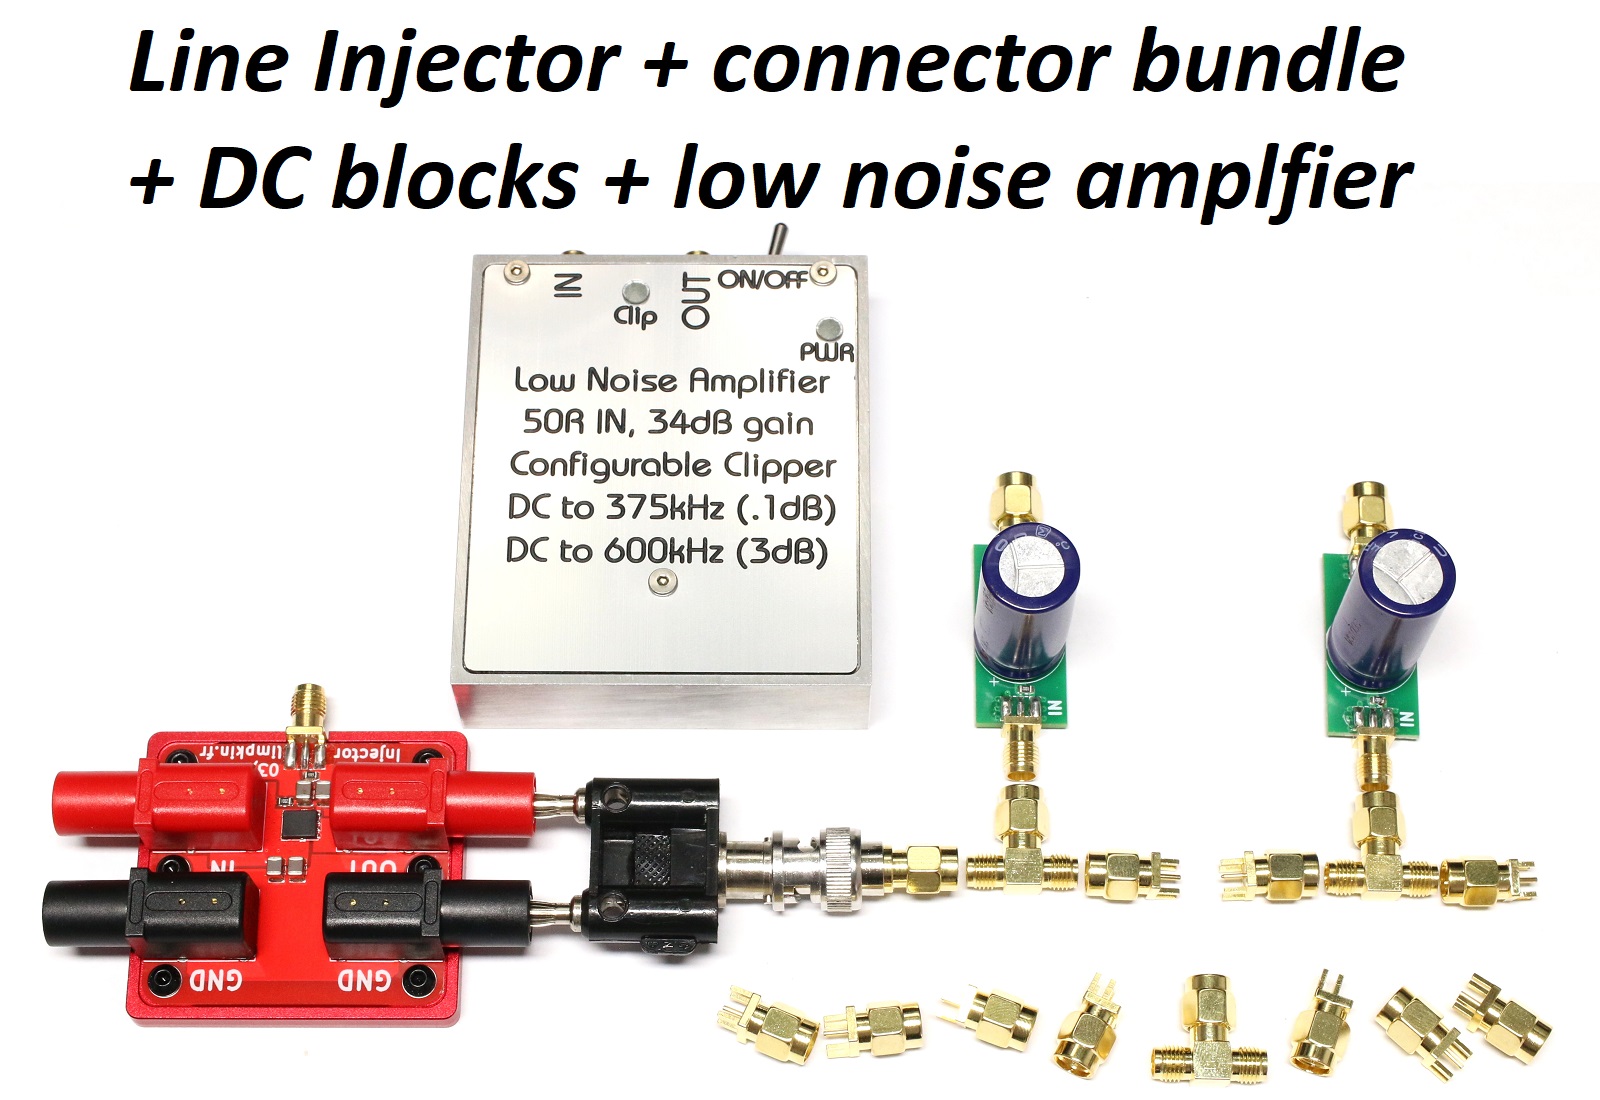 Line Injector + connector bundle
+ DC blocks + low noise amplfier
IN
Clip
OUT
ON/OFF
PWR
Low Noise Amplifier
50R IN, 34dB gain
Configurable Clipper
DC to 375kHz (.1dB)
DC to 600kHz (3dB)
Injector
limpkin.fr
03,
IN
OUT
GND
GND
+
IN
+
IN